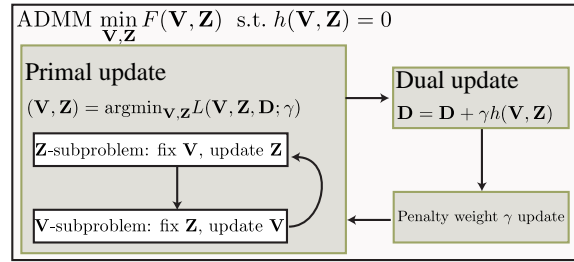 ADMM min F(V, Z) s.t. h(V, Z) = 0
V,Z
Primal update
(V, Z) = argmin_{V,Z} L(V, Z, D; γ)
Z-subproblem: fix V, update Z
V-subproblem: fix Z, update V
Dual update
D = D + γh(V, Z)
Penalty weight γ update